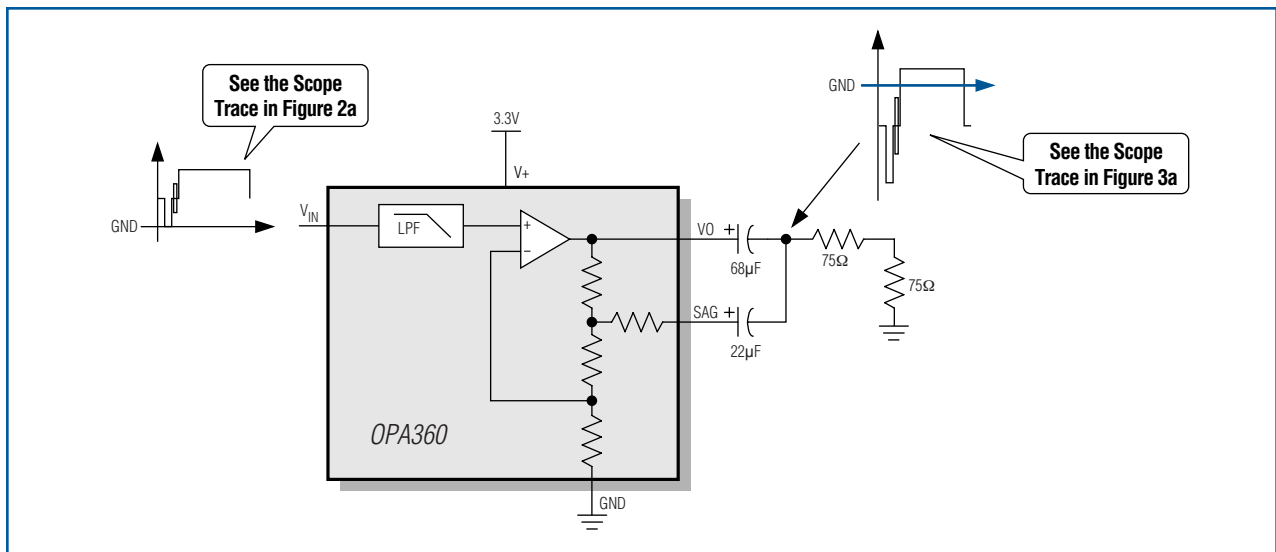 See the Scope
Trace in Figure 2a
GND
3.3V
V+
V_IN
LPF
+
−
VO
+
68µF
SAG
+
22µF
75Ω
75Ω
OPA360
GND
GND
See the Scope
Trace in Figure 3a